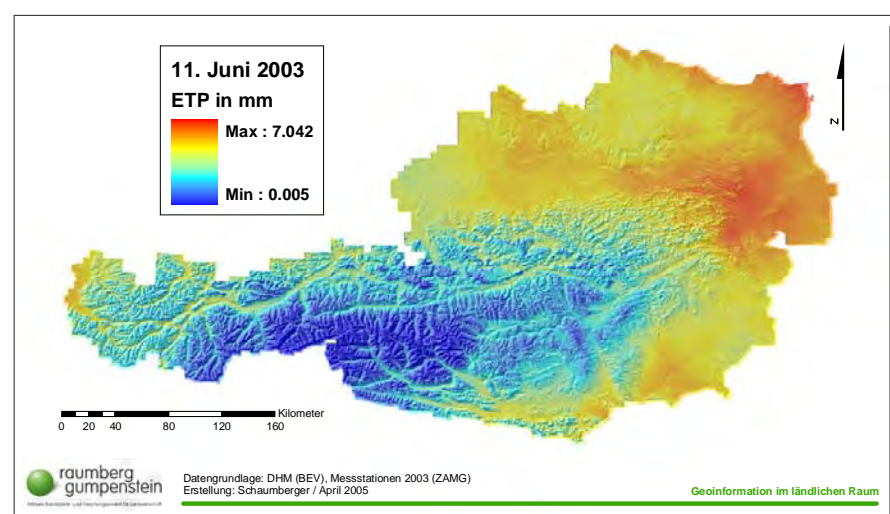 11. Juni 2003
ETP in mm
Max : 7.042
Min : 0.005
N
Kilometer
0 20 40 80 120 160
raumberg
gumpenstein
Datengrundlage: DHM (BEV), Messstationen 2003 (ZAMG)
Erstellung: Schaumberger / April 2005
Geoinformation im ländlichen Raum